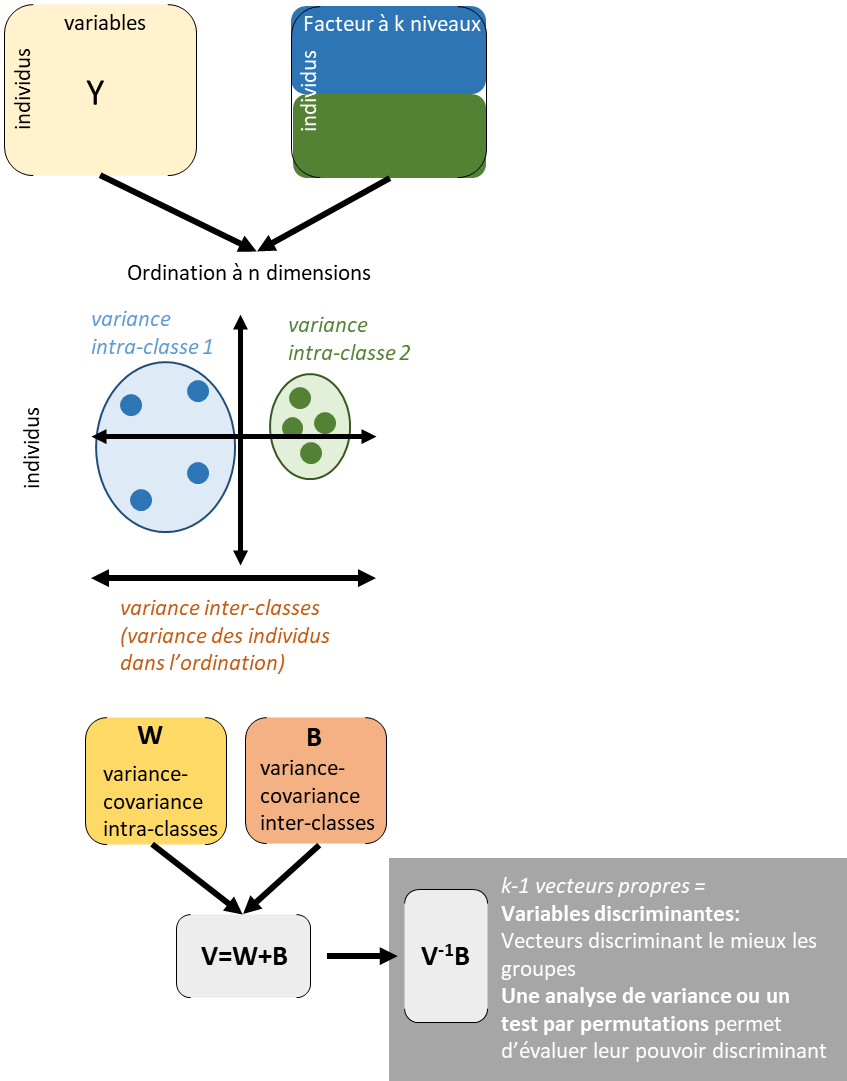 variables
individus
Y
Facteur à k niveaux
individus
Ordination à n dimensions
variance
intra-classe 1
variance
intra-classe 2
individus
variance inter-classes
(variance des individus
dans l’ordination)
W
variance-
covariance
intra-classes
B
variance-
covariance
inter-classes
V=W+B
V-1B
k-1 vecteurs propres =
Variables discriminantes:
Vecteurs discriminant le mieux les
groupes
Une analyse de variance ou un
test par permutations permet
d’évaluer leur pouvoir discriminant